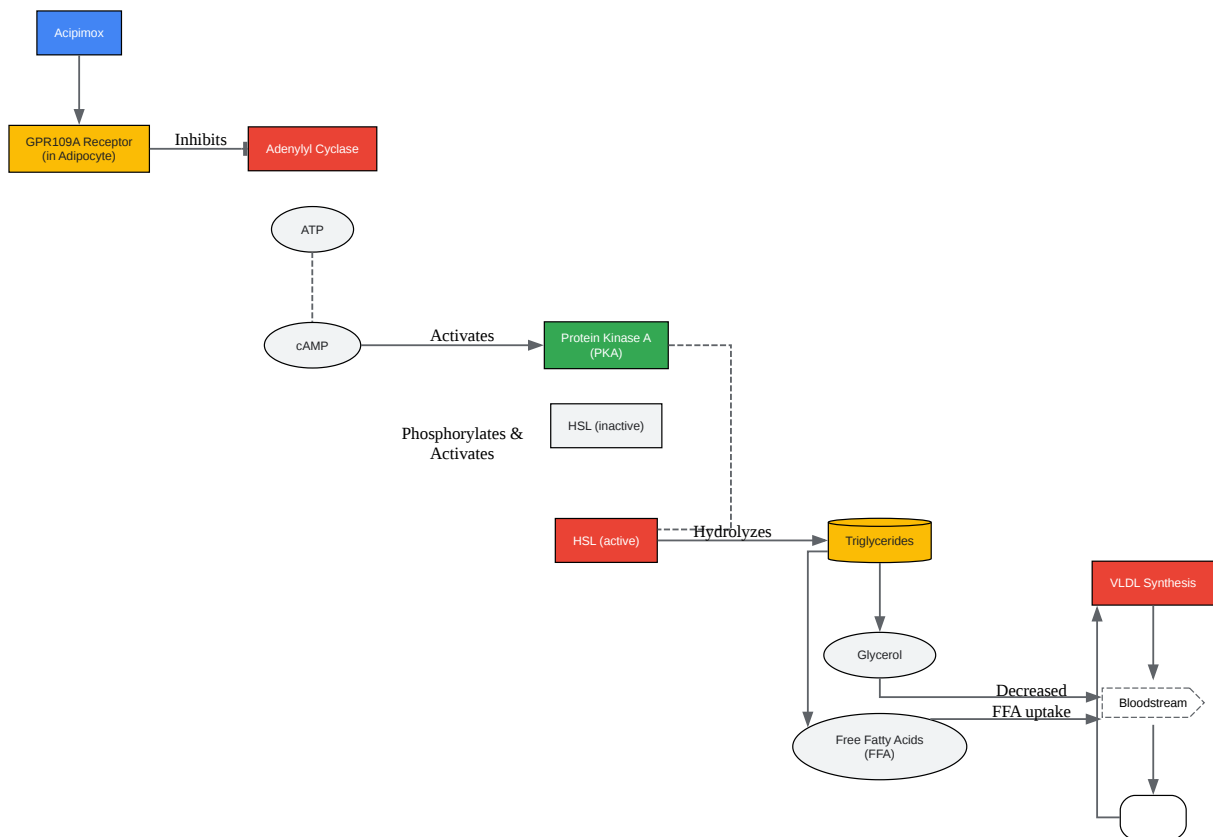 Acipimox
GPR109A Receptor
(in Adipocyte)
Inhibits
Adenylyl Cyclase
ATP
cAMP
Activates
Protein Kinase A
(PKA)
HSL (inactive)
Phosphorylates &
Activates
HSL (active)
Hydrolyzes
Triglycerides
VLDL Synthesis
Glycerol
Decreased
FFA uptake
Bloodstream
Free Fatty Acids
(FFA)